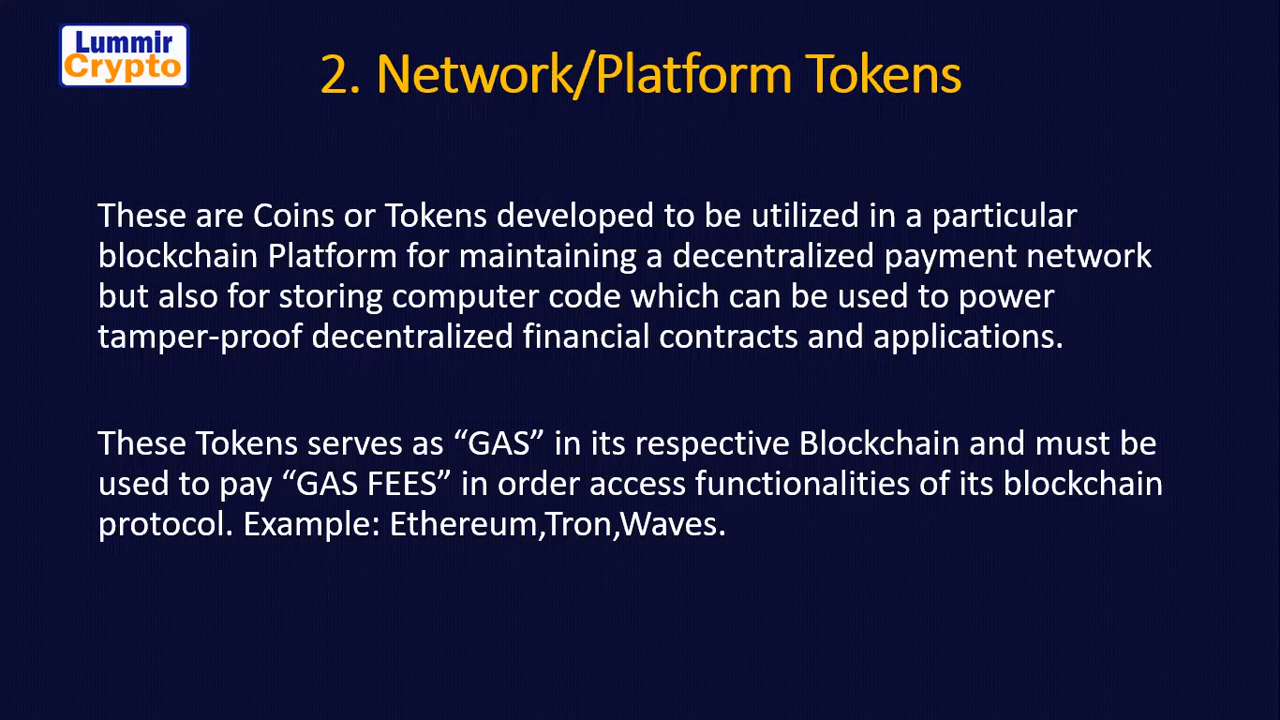 Lummir
Crypto
2. Network/Platform Tokens
These are Coins or Tokens developed to be utilized in a particular
blockchain Platform for maintaining a decentralized payment network
but also for storing computer code which can be used to power
tamper-proof decentralized financial contracts and applications.
These Tokens serves as “GAS” in its respective Blockchain and must be
used to pay “GAS FEES” in order access functionalities of its blockchain
protocol. Example: Ethereum,Tron,Waves.